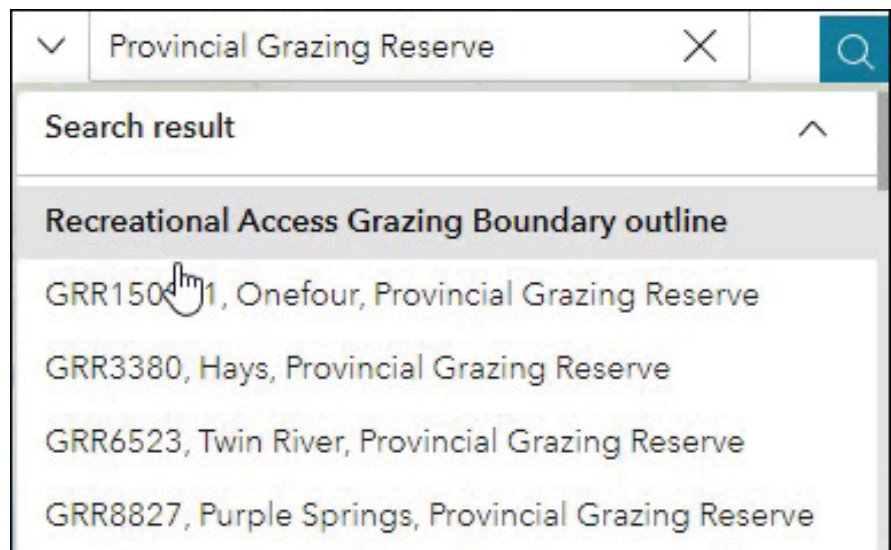 Provincial Grazing Reserve
Search result
Recreational Access Grazing Boundary outline
Onefour, Provincial Grazing Reserve
GRR3380, Hays, Provincial Grazing Reserve
GRR6523, Twin River, Provincial Grazing Reserve
GRR8827, Purple Springs, Provincial Grazing Reserve